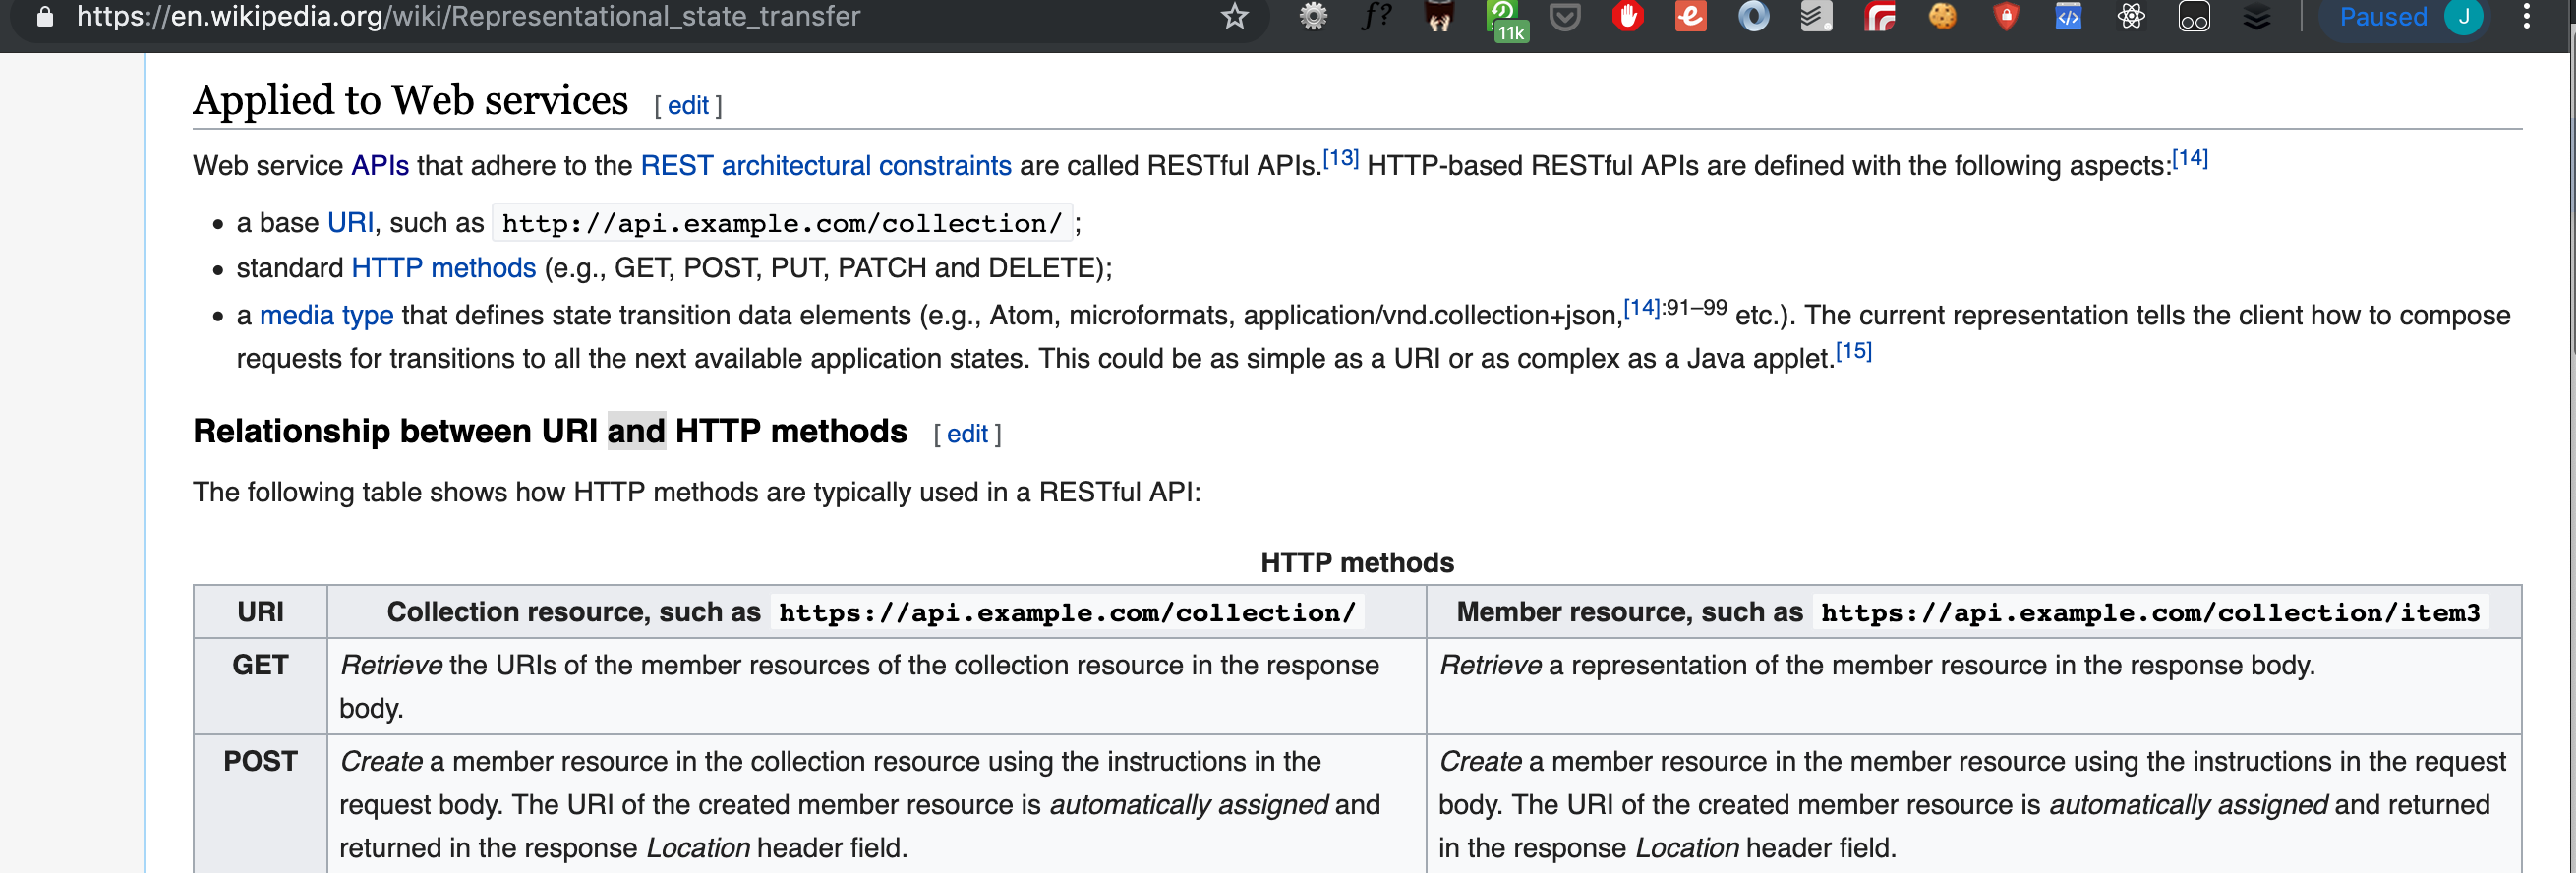 https://en.wikipedia.org/wiki/Representational_state_transfer
f?
11k
Paused
J
Applied to Web services [ edit ]
Web service APIs that adhere to the REST architectural constraints are called RESTful APIs.[13] HTTP-based RESTful APIs are defined with the following aspects:[14]
• a base URI, such as http://api.example.com/collection/ ;
• standard HTTP methods (e.g., GET, POST, PUT, PATCH and DELETE);
• a media type that defines state transition data elements (e.g., Atom, microformats, application/vnd.collection+json,[14]:91–99 etc.). The current representation tells the client how to compose
requests for transitions to all the next available application states. This could be as simple as a URI or as complex as a Java applet.[15]
Relationship between URI and HTTP methods [ edit ]
The following table shows how HTTP methods are typically used in a RESTful API:
HTTP methods
URI Collection resource, such as https://api.example.com/collection/ Member resource, such as https://api.example.com/collection/item3
GET
Retrieve the URIs of the member resources of the collection resource in the response
body.
Retrieve a representation of the member resource in the response body.
POST
Create a member resource in the collection resource using the instructions in the
request body. The URI of the created member resource is automatically assigned and
returned in the response Location header field.
Create a member resource in the member resource using the instructions in the request
body. The URI of the created member resource is automatically assigned and returned
in the response Location header field.